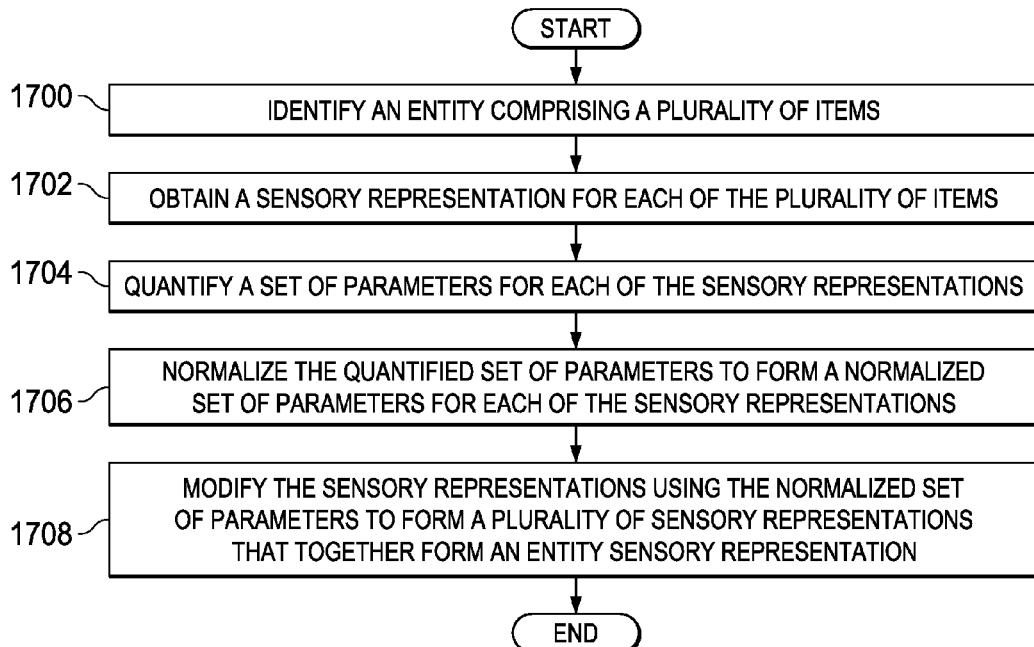 START
1700
IDENTIFY AN ENTITY COMPRISING A PLURALITY OF ITEMS
1702
OBTAIN A SENSORY REPRESENTATION FOR EACH OF THE PLURALITY OF ITEMS
1704
QUANTIFY A SET OF PARAMETERS FOR EACH OF THE SENSORY REPRESENTATIONS
1706
NORMALIZE THE QUANTIFIED SET OF PARAMETERS TO FORM A NORMALIZED
SET OF PARAMETERS FOR EACH OF THE SENSORY REPRESENTATIONS
1708
MODIFY THE SENSORY REPRESENTATIONS USING THE NORMALIZED SET
OF PARAMETERS TO FORM A PLURALITY OF SENSORY REPRESENTATIONS
THAT TOGETHER FORM AN ENTITY SENSORY REPRESENTATION
END